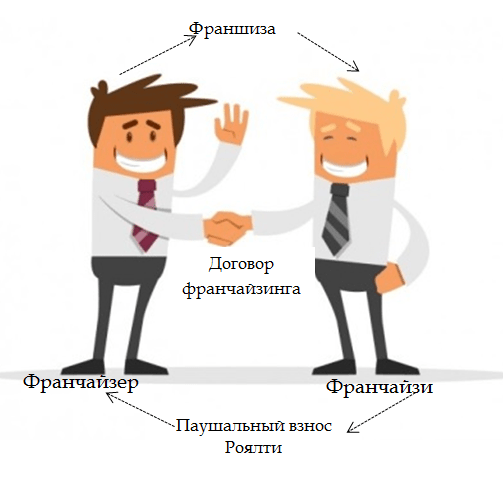 Франшиза
Договор
франчайзинга
Франчайзер
Франчайзи
Паушальный взнос
Роялти